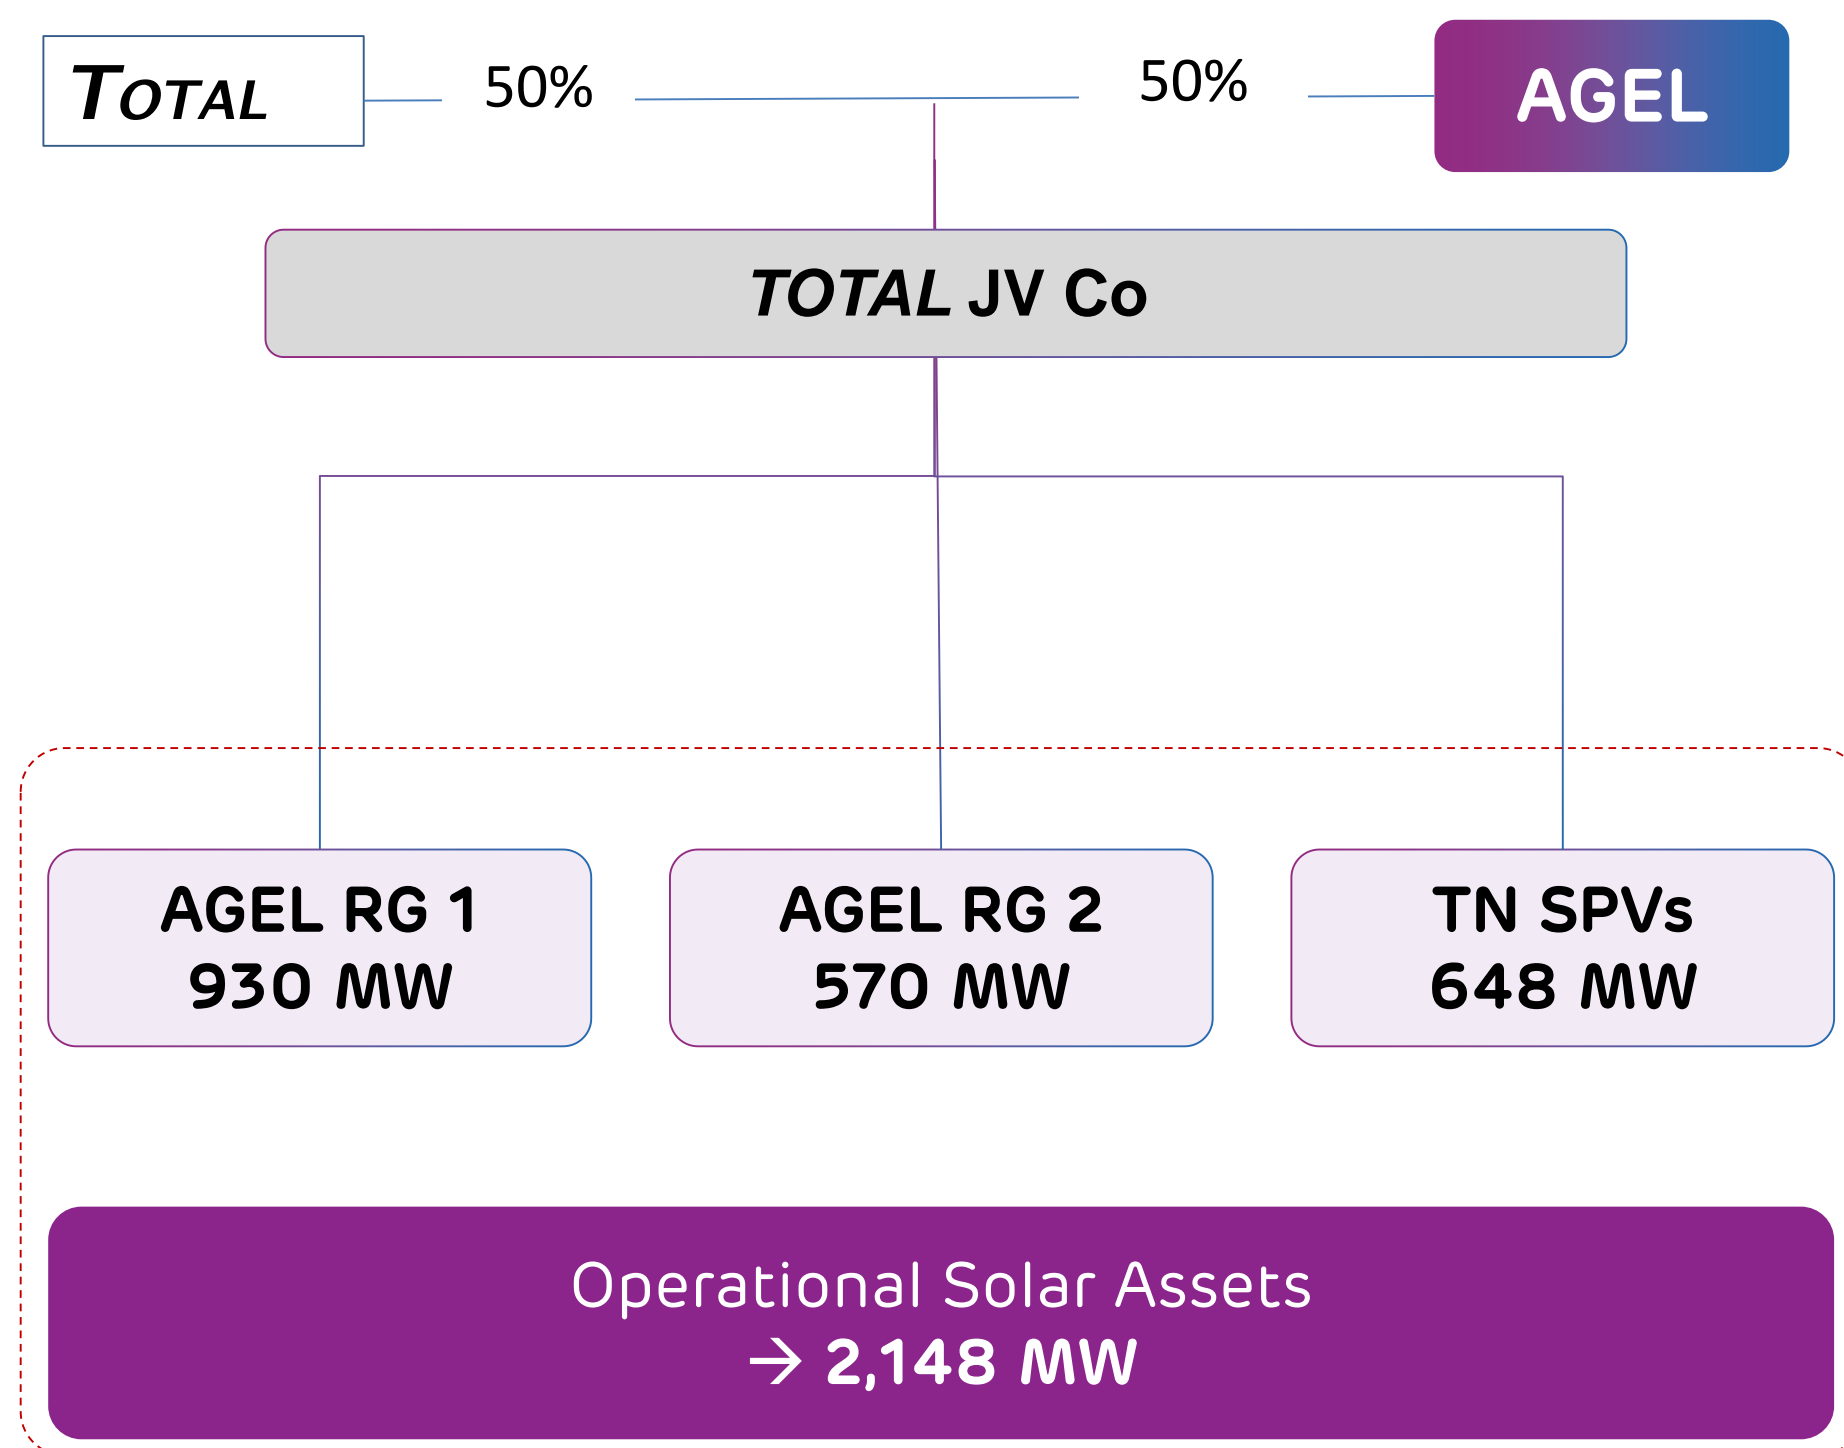 TOTAL
50%
50%
AGEL
TOTAL JV Co
AGEL RG 1
930 MW
AGEL RG 2
570 MW
TN SPVs
648 MW
Operational Solar Assets
→ 2,148 MW